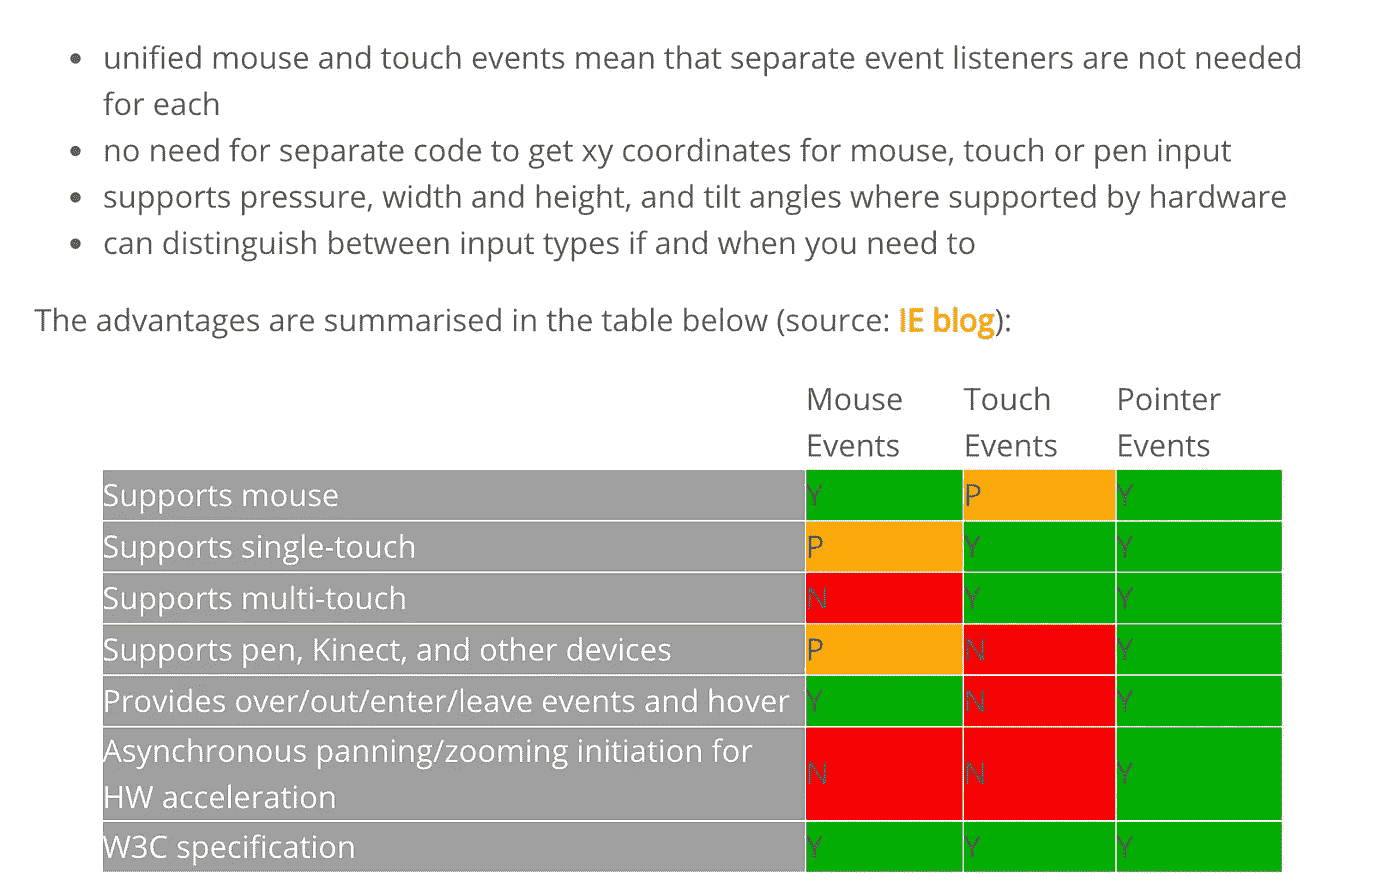 • unified mouse and touch events mean that separate event listeners are not needed
for each
• no need for separate code to get xy coordinates for mouse, touch or pen input
• supports pressure, width and height, and tilt angles where supported by hardware
• can distinguish between input types if and when you need to
The advantages are summarised in the table below (source: IE blog):
Mouse Touch Pointer
Events Events Events
Supports mouse Y P Y
Supports single-touch P Y Y
Supports multi-touch N Y Y
Supports pen, Kinect, and other devices P N Y
Provides over/out/enter/leave events and hover Y N Y
Asynchronous panning/zooming initiation for
HW acceleration N N Y
W3C specification Y Y Y